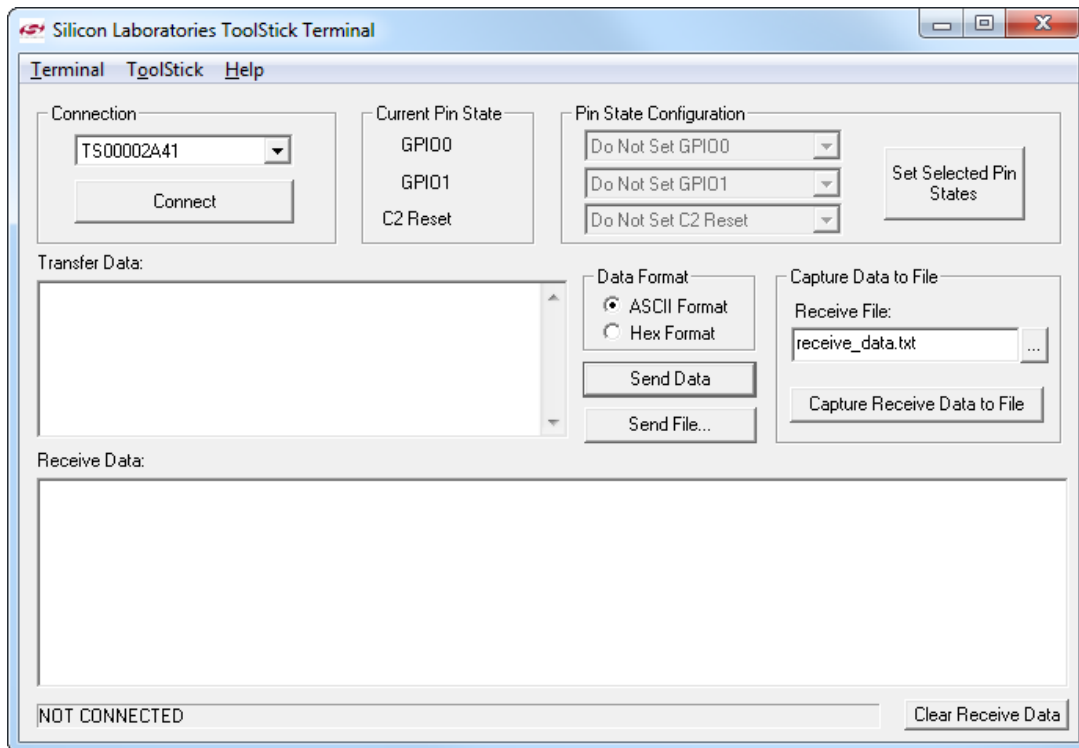 Silicon Laboratories ToolStick Terminal
Terminal ToolStick Help
Connection
TS00002A41
Connect
Current Pin State
GPIO0
GPIO1
C2 Reset
Pin State Configuration
Do Not Set GPIO0
Do Not Set GPIO1
Do Not Set C2 Reset
Set Selected Pin
States
Transfer Data:
Data Format
ASCII Format
Hex Format
Send Data
Send File...
Capture Data to File
Receive File:
receive_data.txt
...
Capture Receive Data to File
Receive Data:
NOT CONNECTED
Clear Receive Data